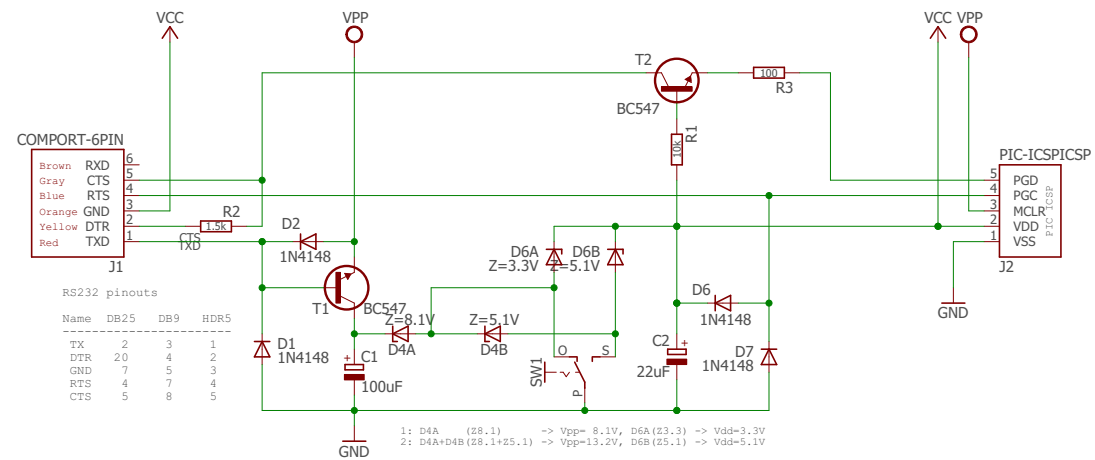 VCC
VPP
VCC
VPP
T2
BC547
100
R3
10k
R1
COMPORT-6PIN
Brown RXD 6
Gray CTS 5
Blue RTS 4
Orange GND 3
Yellow DTR 2
Red TXD 1
J1
R2
1.5k
CTS
TXD
D2
1N4148
PIC-ICSPICSP
5 PGD
4 PGC
3 MCLR
2 VDD
1 VSS
PIC ICSP
J2
GND
D6A
Z=3.3V
D6B
Z=5.1V
T1
BC547
Z=8.1V
D4A
Z=5.1V
D4B
D6
1N4148
D1
1N4148
C1
100uF
+
O
S
P
SW1
C2
22uF
+
D7
1N4148
GND
RS232 pinouts
Name DB25 DB9 HDR5
------------------------
TX 2 3 1
DTR 20 4 2
GND 7 5 3
RTS 4 7 4
CTS 5 8 5
1: D4A (Z8.1) -> Vpp= 8.1V, D6A(Z3.3) -> Vdd=3.3V
2: D4A+D4B(Z8.1+Z5.1) -> Vpp=13.2V, D6B(Z5.1) -> Vdd=5.1V